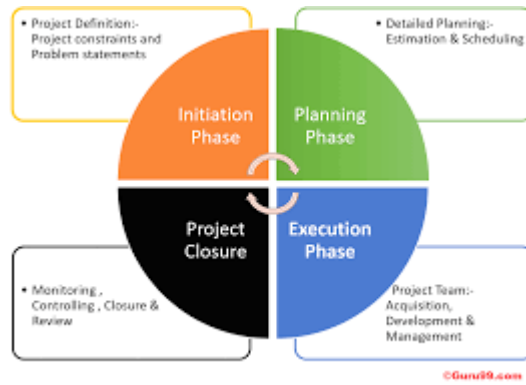 • Project Definition:-
Project constraints and
Problem statements
• Detailed Planning:-
Estimation & Scheduling
Initiation
Phase
Planning
Phase
Project
Closure
Execution
Phase
• Monitoring ,
Controlling , Closure &
Review
Project Team:-
Acquisition,
Development &
Management
©Guru99.com